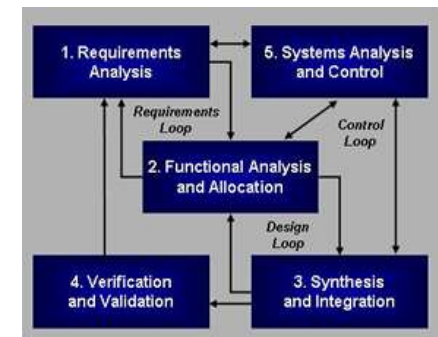 1. Requirements
Analysis
5. Systems Analysis
and Control
Requirements
Loop
Control
Loop
2. Functional Analysis
and Allocation
Design
Loop
4. Verification
and Validation
3. Synthesis
and Integration